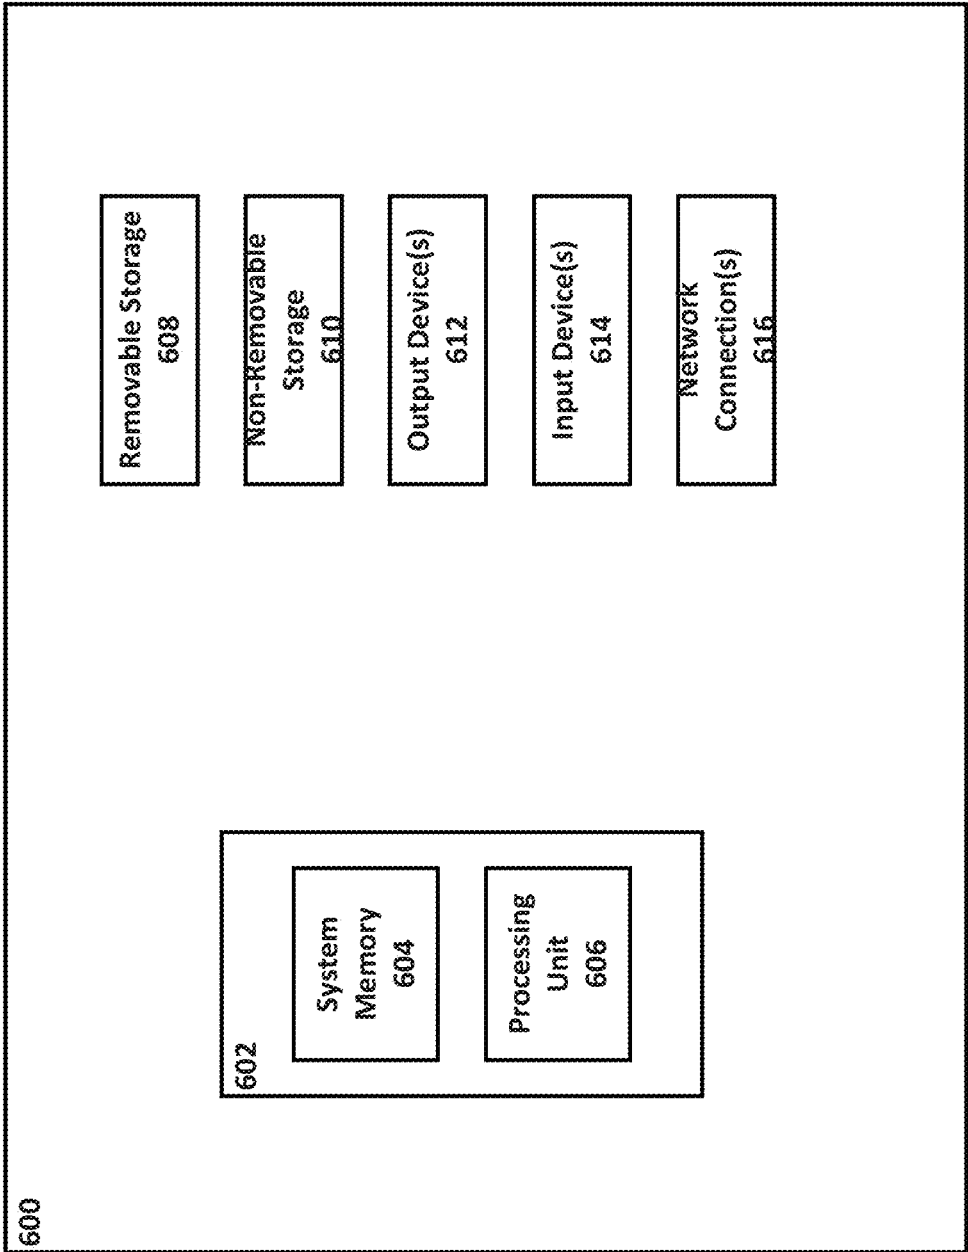 600
602
System
Memory
604
Processing
Unit
606
Removable Storage
608
Non-Removable
Storage
610
Output Device(s)
612
Input Device(s)
614
Network
Connection(s)
616